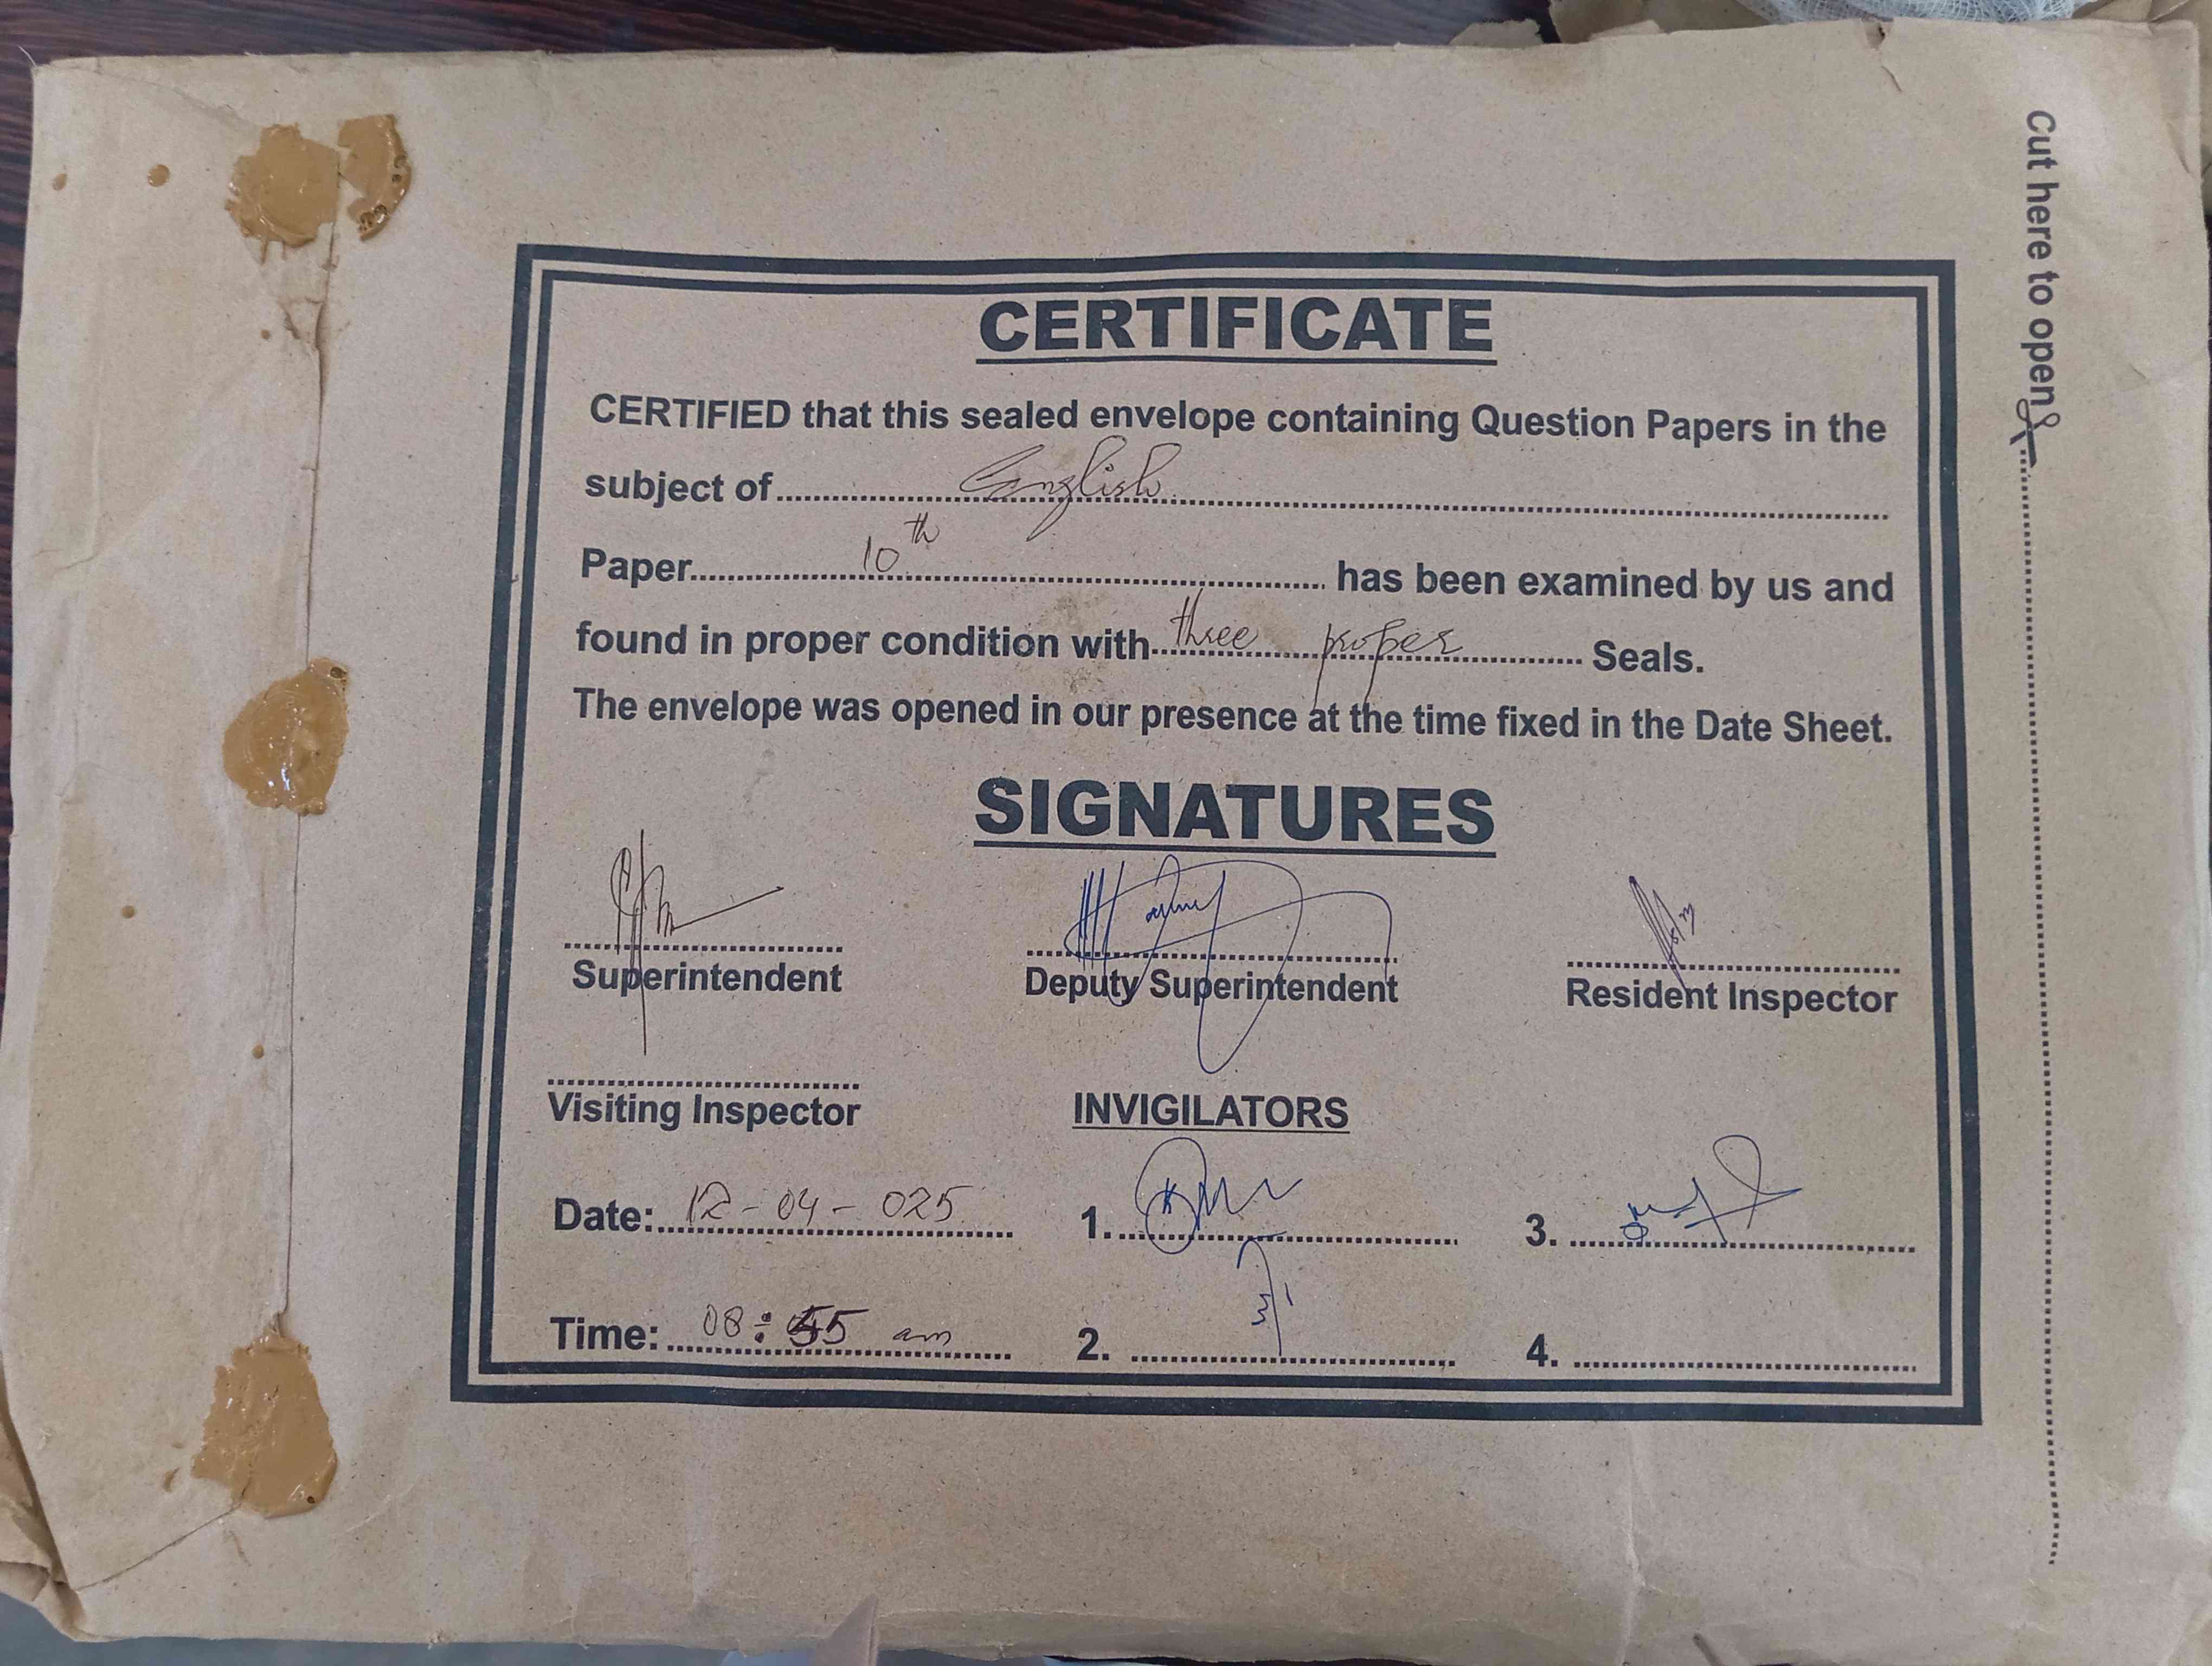 CERTIFICATE
CERTIFIED that this sealed envelope containing Question Papers in the
subject of English
Paper 10th has been examined by us and
found in proper condition with three proper Seals.
The envelope was opened in our presence at the time fixed in the Date Sheet.
SIGNATURES
Superintendent Deputy Superintendent Resident Inspector
Visiting Inspector INVIGILATORS
Date: 12-04-025 1. 3.
Time: 08:55 am 2. 4.
Cut here to open